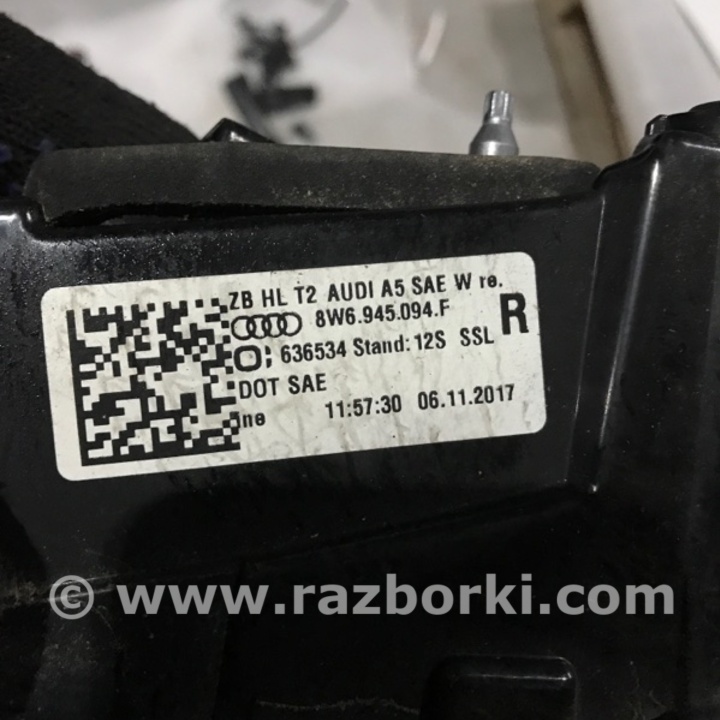 ZB HL T2 AUDI A5 SAE W re.
8W6.945.094.F R
636534 Stand: 12S SSL
DOT SAE
ne 11:57:30 06.11.2017
© www.razborki.com